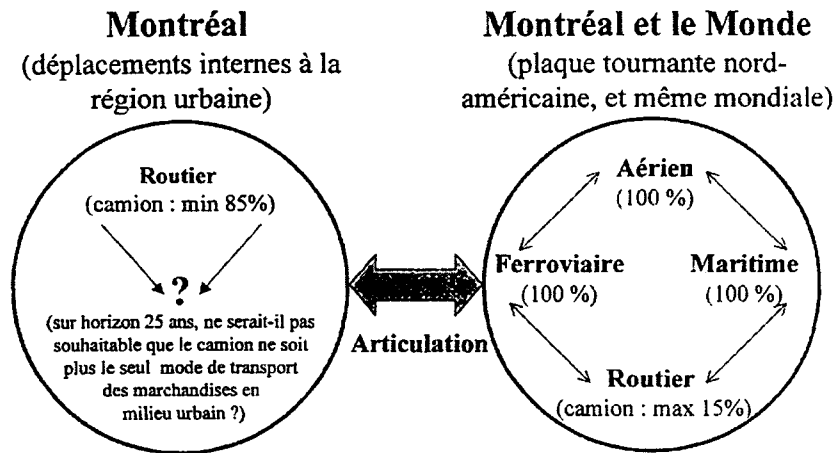 Montréal
(déplacements internes à la
région urbaine)
Routier
(camion : min 85%)
?
(sur horizon 25 ans, ne serait-il pas
souhaitable que le camion ne soit
plus le seul mode de transport
des marchandises en
milieu urbain ?)
Articulation
Montréal et le Monde
(plaque tournante nord-
américaine, et même mondiale)
Aérien
(100 %)
Ferroviaire
(100 %)
Maritime
(100 %)
Routier
(camion : max 15%)